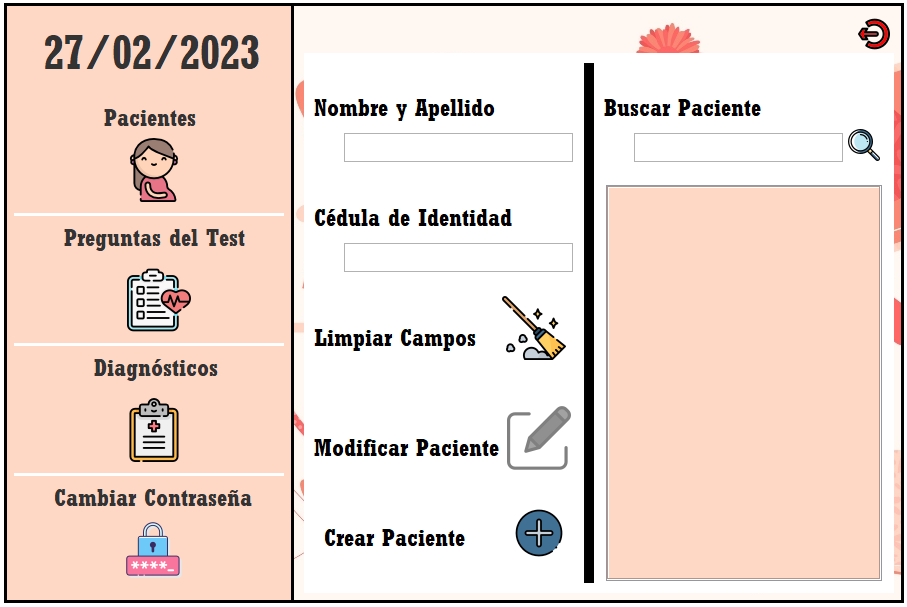 27/02/2023
Pacientes
Preguntas del Test
Diagnósticos
Cambiar Contraseña
****_
Nombre y Apellido
Cédula de Identidad
Limpiar Campos
Modificar Paciente
Crear Paciente
Buscar Paciente